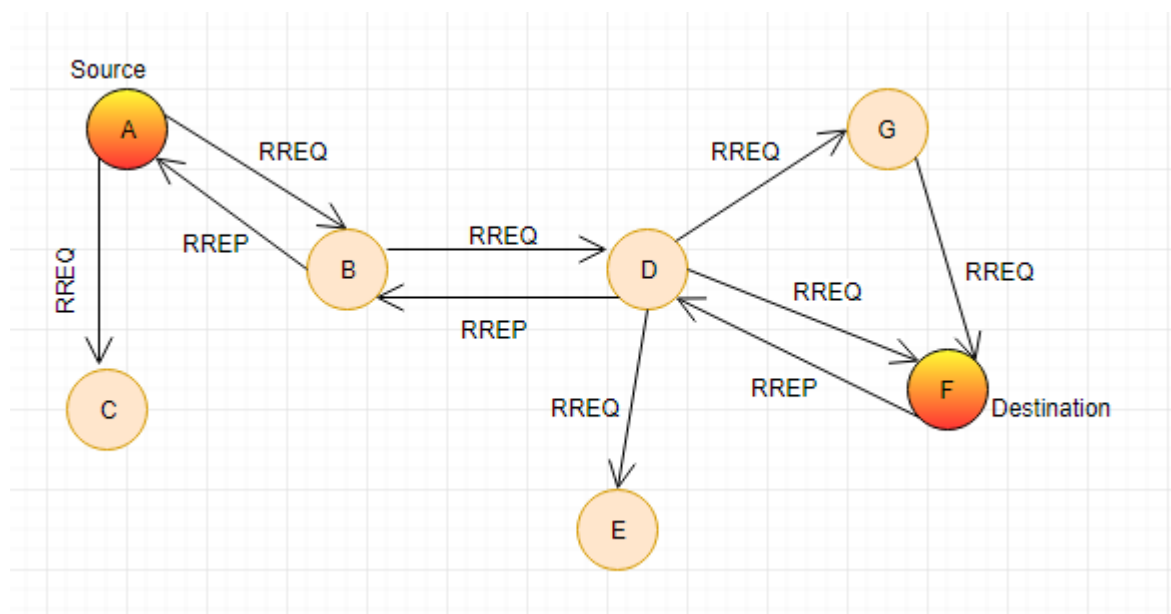 Source
A
G
RREQ
RREQ
RREP
RREQ
RREQ
B
D
RREQ
RREQ
RREP
RREP
C
RREQ
F
Destination
E